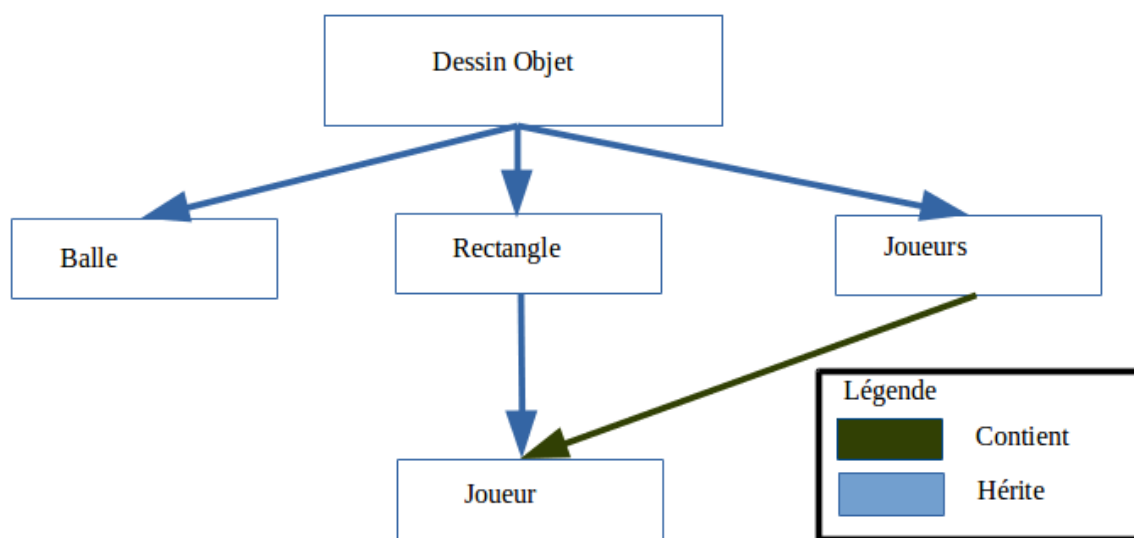 Dessin Objet
Balle
Rectangle
Joueurs
Joueur
Légende
Contient
Hérite